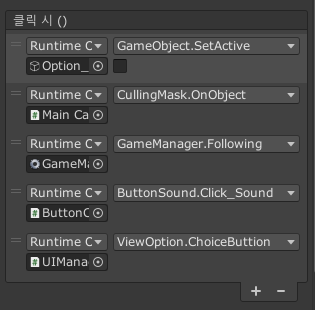 클릭 시 ()
Runtime C GameObject.SetActive
Option_
Runtime C CullingMask.OnObject
Main Ca
Runtime C GameManager.Following
GameMa
Runtime C ButtonSound.Click_Sound
ButtonC
Runtime C ViewOption.ChoiceButtion
UIMana